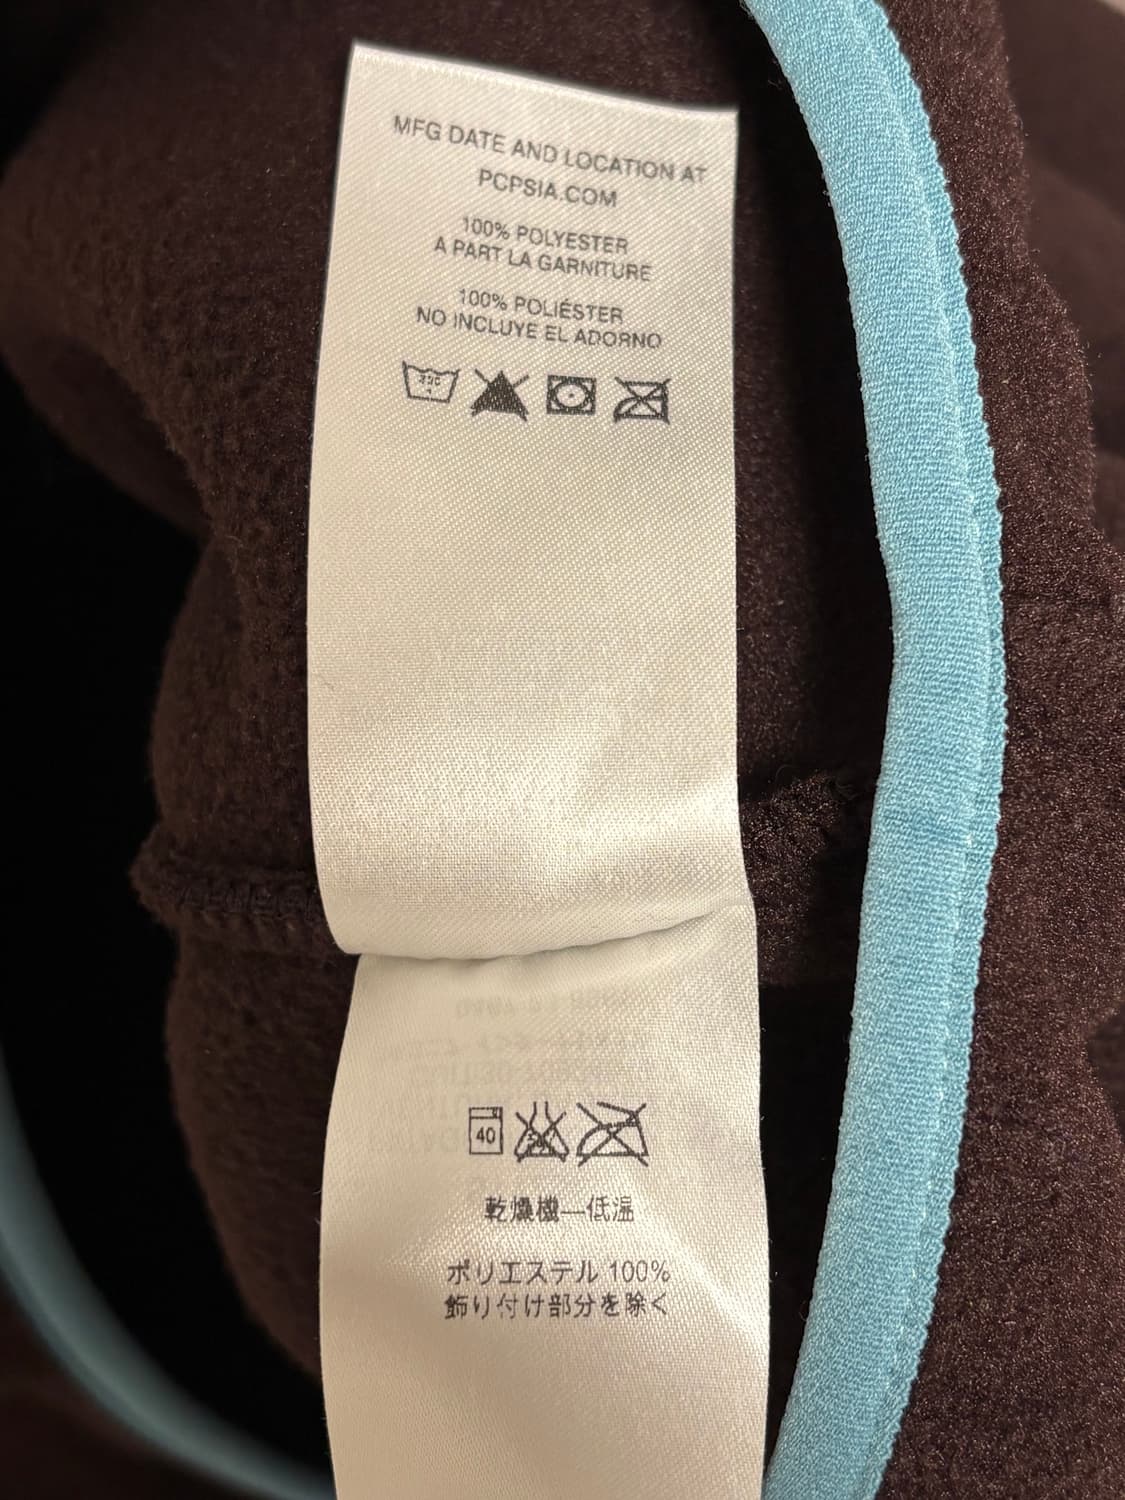 MFG DATE AND LOCATION AT
PCPSIA.COM
100% POLYESTER
A PART LA GARNITURE
100% POLIÉSTER
NO INCLUYE EL ADORNO
40
乾燥機—低温
ポリエステル 100%
飾り付け部分を除く